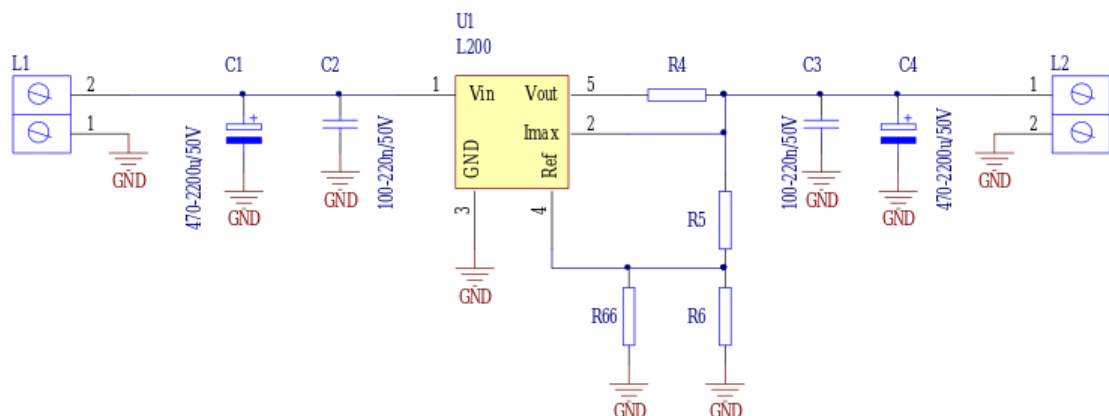 U1
L200
L1
C1
C2
R4
C3
C4
L2
2
1
Vin
Vout
5
1
1
Imax
2
2
GND
470-2200u/50V
GND
100-220n/50V
GND
GND
Ref
3
4
GND
R5
100-220n/50V
GND
470-2200u/50V
GND
GND
R66
R6
GND
GND